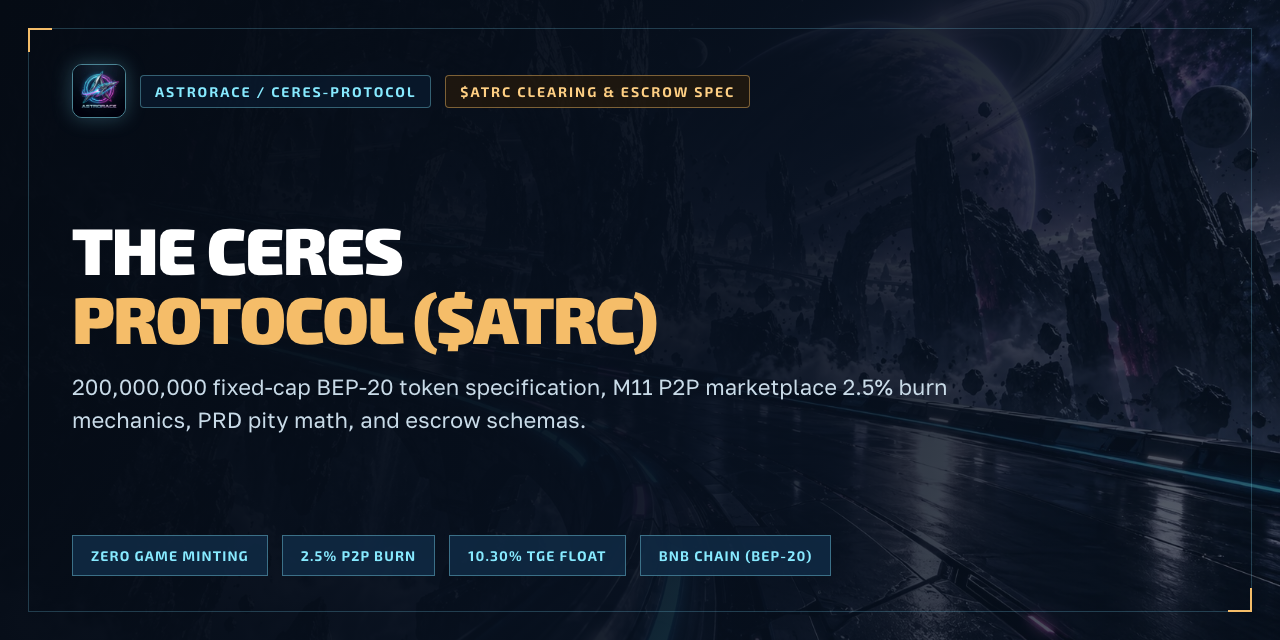 ASTRORACE
ASTRORACE / CERES-PROTOCOL
$ATRC CLEARING & ESCROW SPEC
THE CERES
PROTOCOL ($ATRC)
200,000,000 fixed-cap BEP-20 token specification, M11 P2P marketplace 2.5% burn
mechanics, PRD pity math, and escrow schemas.
ZERO GAME MINTING
2.5% P2P BURN
10.30% TGE FLOAT
BNB CHAIN (BEP-20)